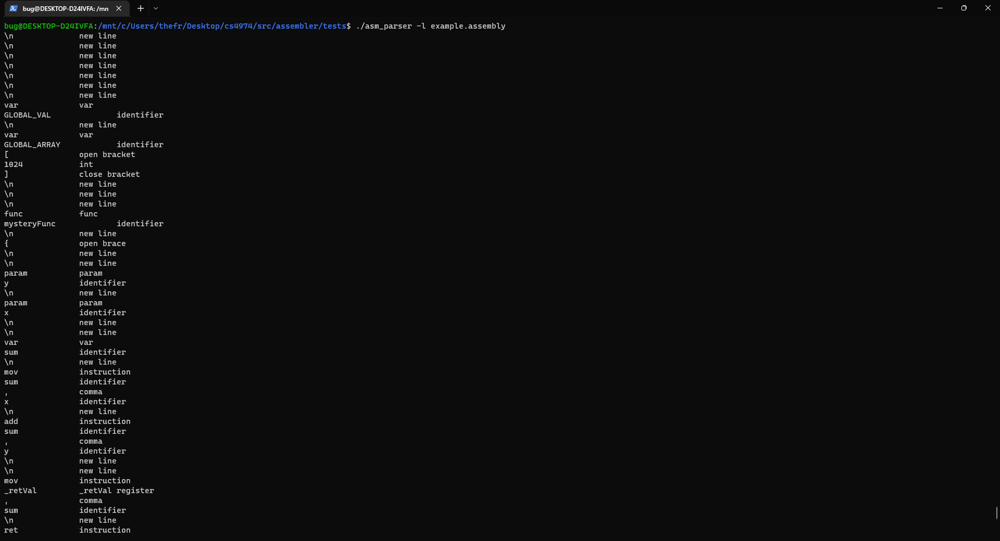 bug@DESKTOP-D24IVFA: /mn
bug@DESKTOP-D24IVFA:/mnt/c/Users/thefr/Desktop/cs4974/src/assembler/tests$ ./asm_parser -l example.assembly
\n new line
\n new line
\n new line
\n new line
\n new line
\n new line
\n new line
var var
GLOBAL_VAL identifier
\n new line
var var
GLOBAL_ARRAY identifier
[ open bracket
1024 int
] close bracket
\n new line
\n new line
\n new line
func func
mysteryFunc identifier
\n new line
{ open brace
\n new line
\n new line
param param
y identifier
\n new line
param param
x identifier
\n new line
\n new line
var var
sum identifier
\n new line
mov instruction
sum identifier
, comma
x identifier
\n new line
add instruction
sum identifier
, comma
y identifier
\n new line
\n new line
mov instruction
_retVal _retVal register
, comma
sum identifier
\n new line
ret instruction